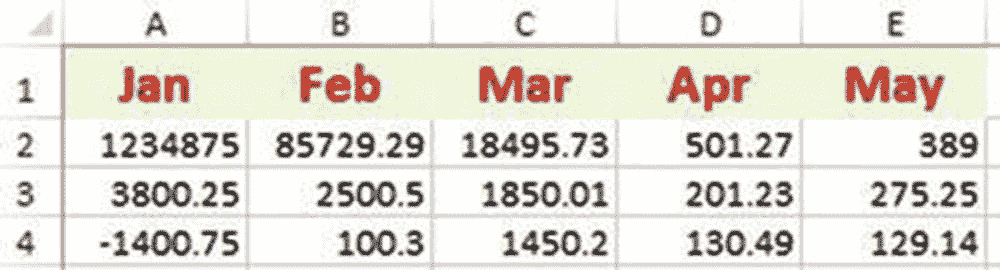 A B C D E
1 Jan Feb Mar Apr May
2 1234875 85729.29 18495.73 501.27 389
3 3800.25 2500.5 1850.01 201.23 275.25
4 -1400.75 100.3 1450.2 130.49 129.14